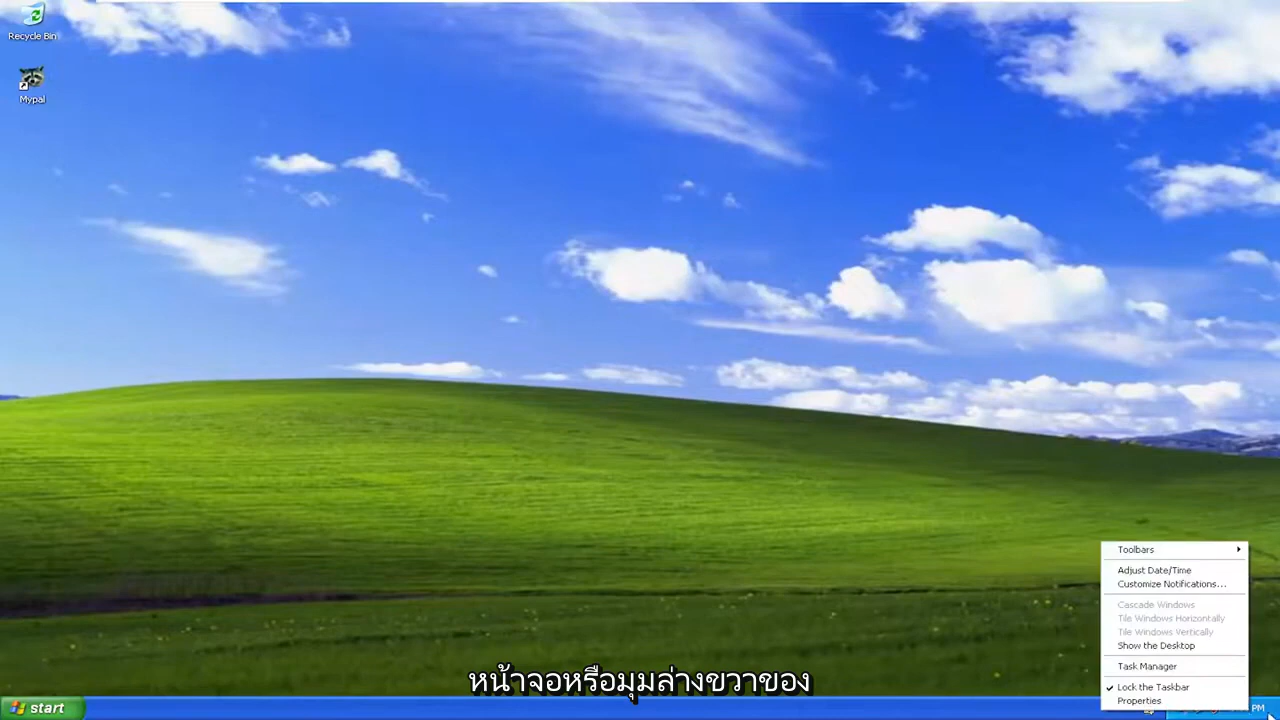 Recycle Bin
Mypal
Toolbars
Adjust Date/Time
Customize Notifications...
Cascade Windows
Tile Windows Horizontally
Tile Windows Vertically
Show the Desktop
Task Manager
Lock the Taskbar
Properties
หน้าจอหรือมุมล่างขวาของ
start
PM